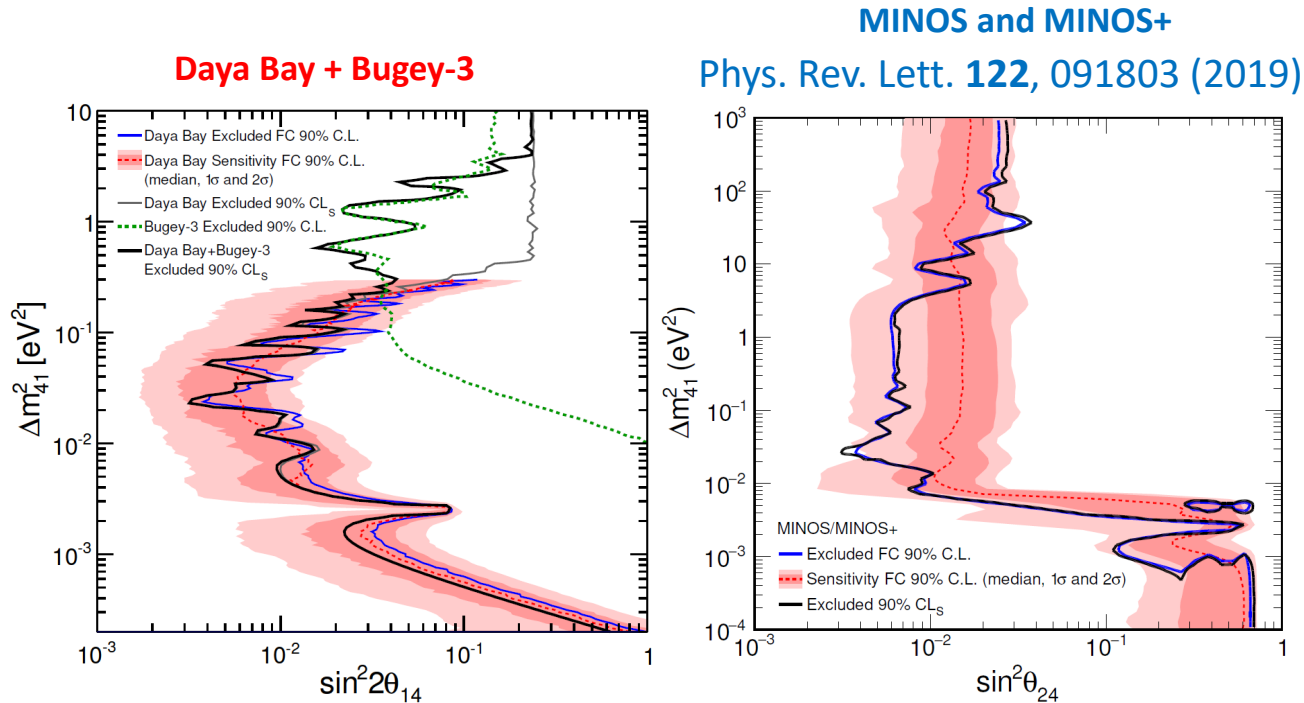 Daya Bay + Bugey-3
10
1
10⁻¹
10⁻²
10⁻³
Δm²₄₁ [eV²]
Daya Bay Excluded FC 90% C.L.
Daya Bay Sensitivity FC 90% C.L.
(median, 1σ and 2σ)
Daya Bay Excluded 90% CLₛ
Bugey-3 Excluded 90% C.L.
Daya Bay+Bugey-3
Excluded 90% CLₛ
10⁻³ 10⁻² 10⁻¹ 1
sin²2θ₁₄
MINOS and MINOS+
Phys. Rev. Lett. 122, 091803 (2019)
10³
10²
10
1
10⁻¹
10⁻²
10⁻³
10⁻⁴
Δm²₄₁ (eV²)
MINOS/MINOS+
Excluded FC 90% C.L.
Sensitivity FC 90% C.L. (median, 1σ and 2σ)
Excluded 90% CLₛ
10⁻³ 10⁻² 10⁻¹ 1
sin²θ₂₄